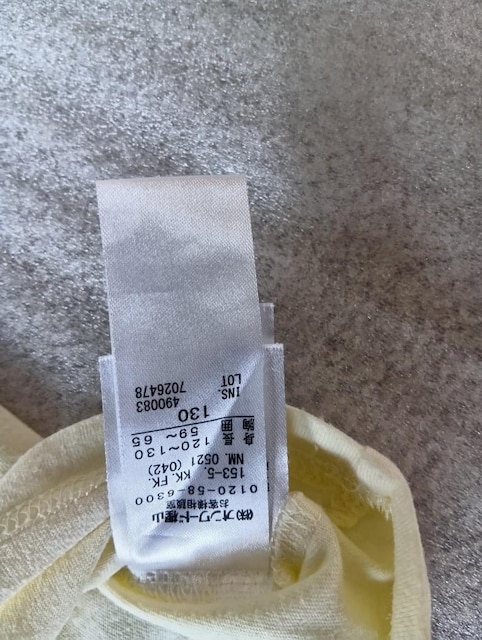 ㈱オンワード樫山
お客様相談室
0120-58-6300
153-5. KK. FK.
NM. 0521 (042)
身長 120~130
胸囲 59~ 65
130
INS. 490083
LOT 7026478